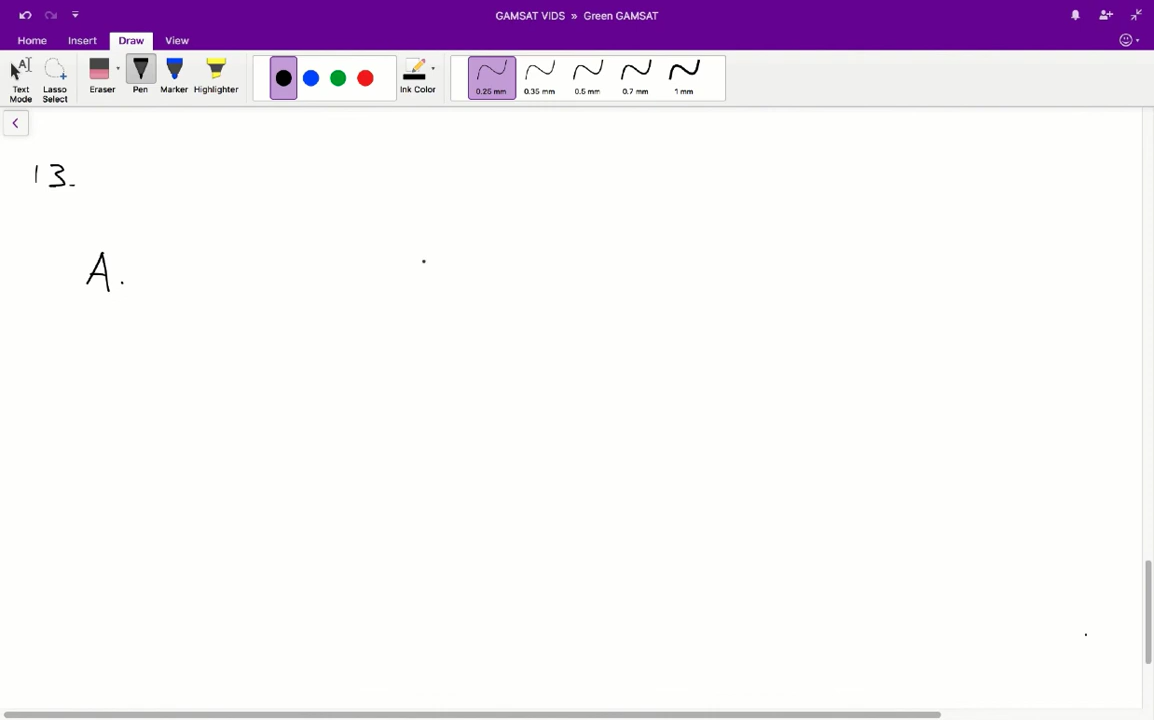 GAMSAT VIDS » Green GAMSAT
Home Insert Draw View
Text Mode
Lasso Select
Eraser
Pen
Marker
Highlighter
Ink Color
0.25 mm
0.35 mm
0.5 mm
0.7 mm
1 mm
13.
A.